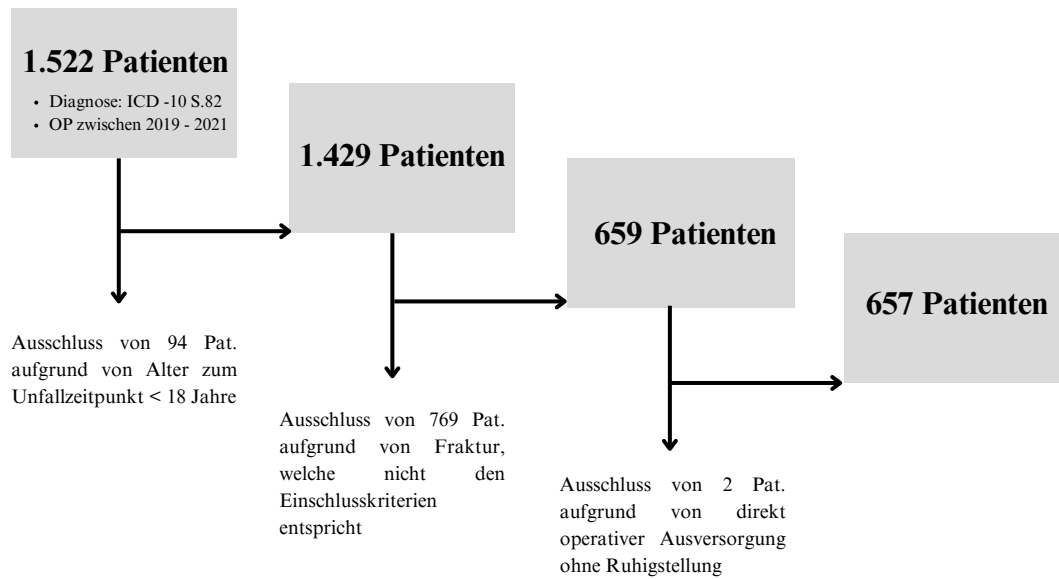 1.522 Patienten
• Diagnose: ICD -10 S.82
• OP zwischen 2019 - 2021
1.429 Patienten
659 Patienten
657 Patienten
Ausschluss von 94 Pat.
aufgrund von Alter zum
Unfallzeitpunkt < 18 Jahre
Ausschluss von 769 Pat.
aufgrund von Fraktur,
welche nicht den
Einschlusskriterien
entspricht
Ausschluss von 2 Pat.
aufgrund von direkt
operativer Ausversorgung
ohne Ruhigstellung